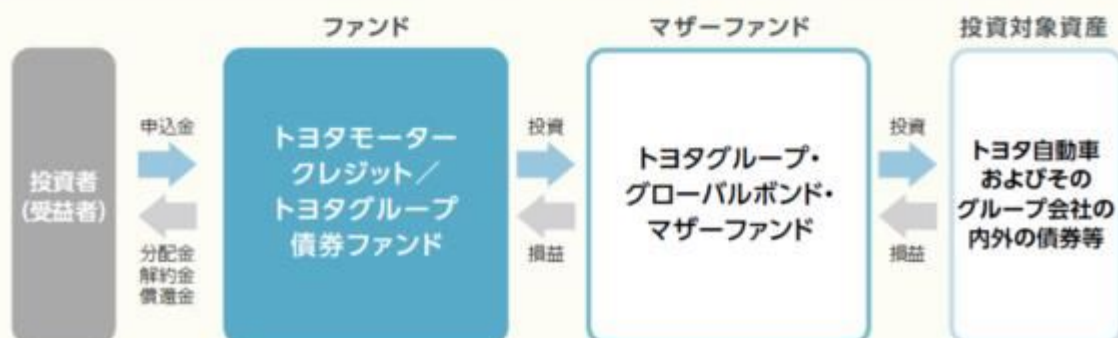 ファンド
マザーファンド
投資対象資産
投資者
(受益者)
申込金
分配金
解約金
償還金
トヨタモーター
クレジット／
トヨタグループ
債券ファンド
投資
損益
トヨタグループ・
グローバルボンド・
マザーファンド
投資
損益
トヨタ自動車
およびその
グループ会社の
内外の債券等